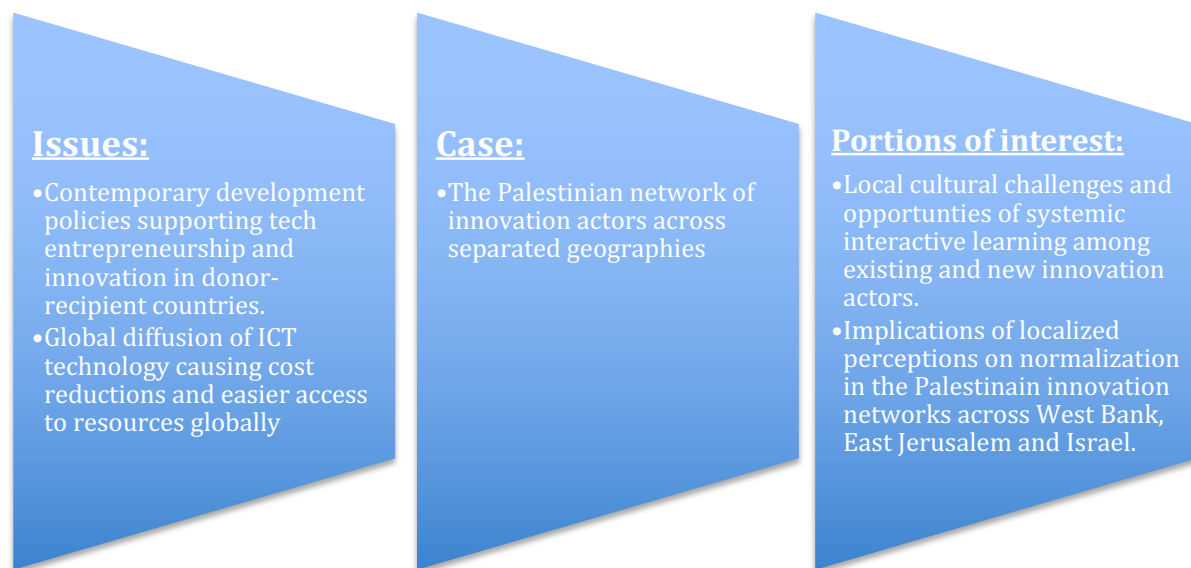 Issues:
•Contemporary development
policies supporting tech
entrepreneurship and
innovation in donor-
recipient countries.
•Global diffusion of ICT
technology causing cost
reductions and easier access
to resources globally
Case:
•The Palestinian network of
innovation actors across
separated geographies
Portions of interest:
•Local cultural challenges and
opportunties of systemic
interactive learning among
existing and new innovation
actors.
•Implications of localized
perceptions on normalization
in the Palestinain innovation
networks across West Bank,
East Jerusalem and Israel.